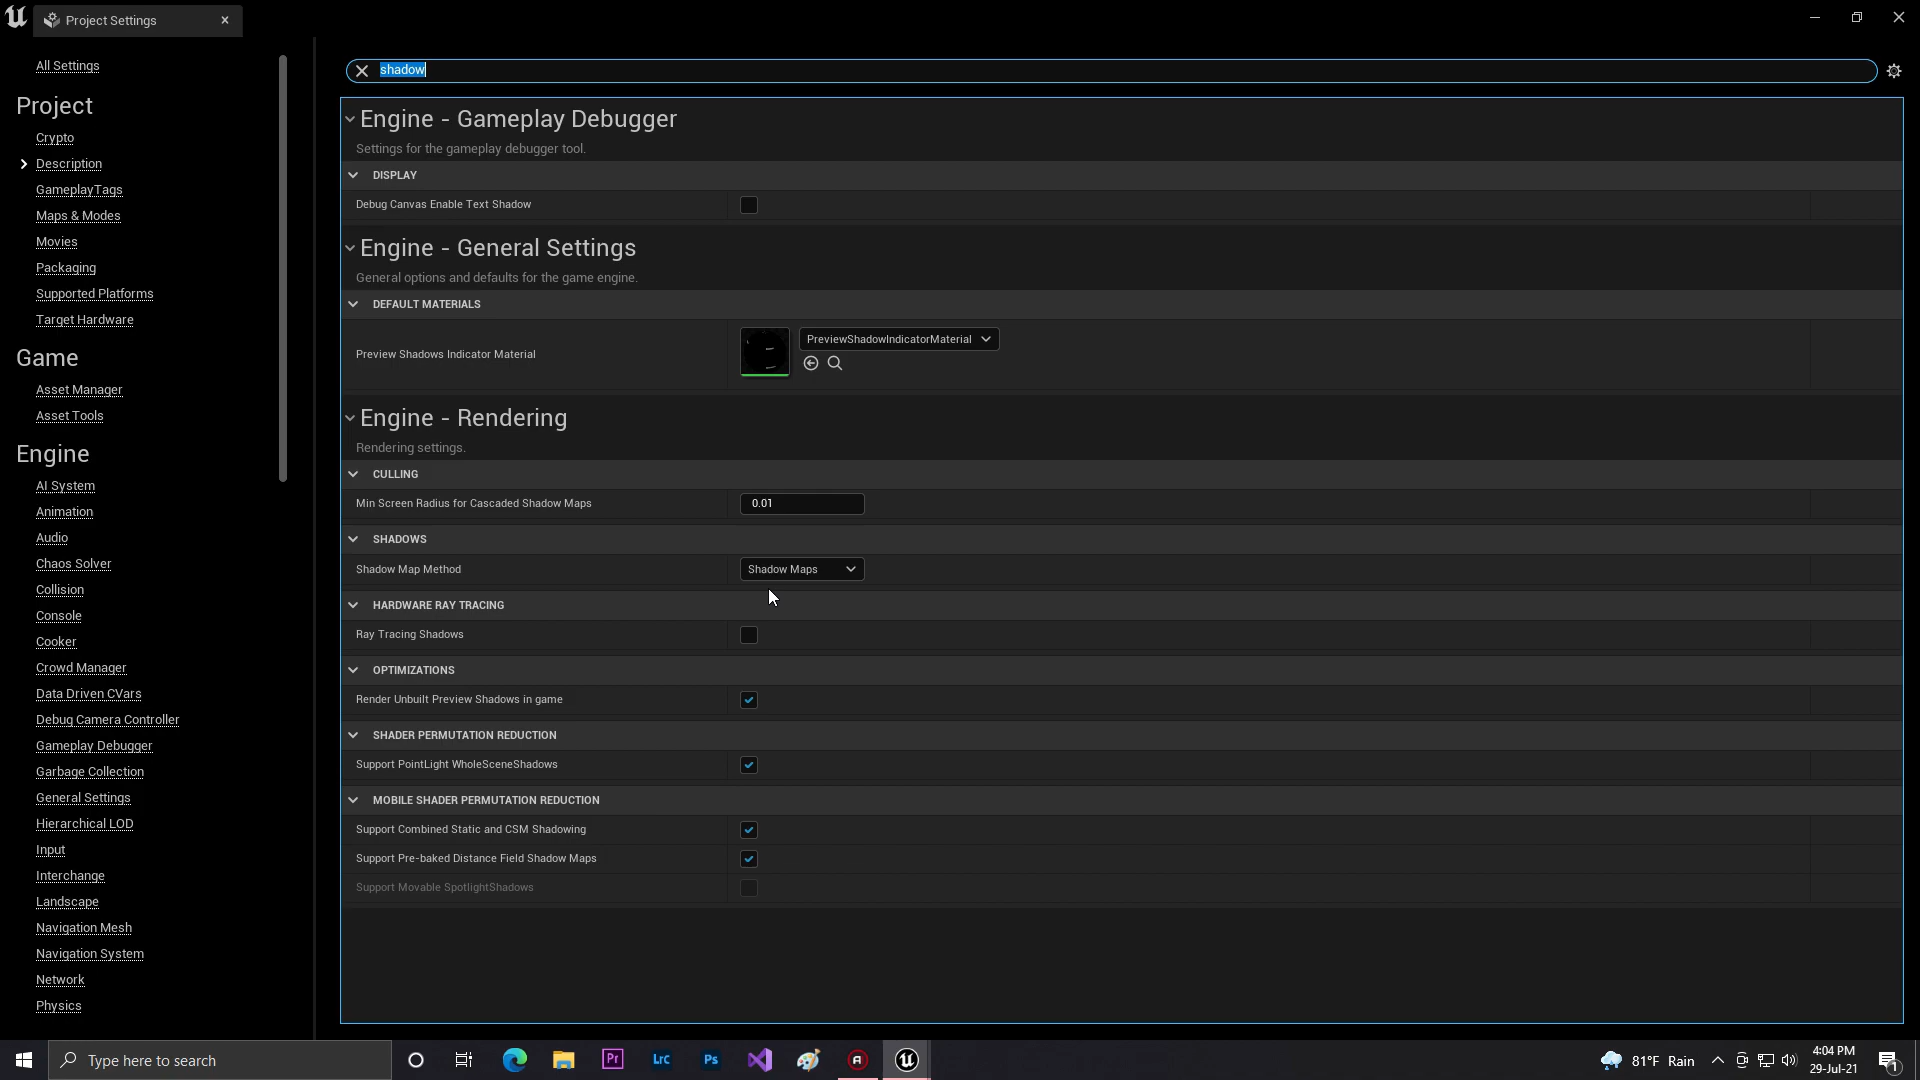 Project Settings
All Settings
Project
Crypto
Description
GameplayTags
Maps & Modes
Movies
Packaging
Supported Platforms
Target Hardware
Game
Asset Manager
Asset Tools
Engine
AI System
Animation
Audio
Chaos Solver
Collision
Console
Cooker
Crowd Manager
Data Driven CVars
Debug Camera Controller
Gameplay Debugger
Garbage Collection
General Settings
Hierarchical LOD
Input
Interchange
Landscape
Navigation Mesh
Navigation System
Network
Physics
shadow
Engine - Gameplay Debugger
Settings for the gameplay debugger tool.
DISPLAY
Debug Canvas Enable Text Shadow
Engine - General Settings
General options and defaults for the game engine.
DEFAULT MATERIALS
Preview Shadows Indicator Material
PreviewShadowIndicatorMaterial
Engine - Rendering
Rendering settings.
CULLING
Min Screen Radius for Cascaded Shadow Maps 0.01
SHADOWS
Shadow Map Method Shadow Maps
HARDWARE RAY TRACING
Ray Tracing Shadows
OPTIMIZATIONS
Render Unbuilt Preview Shadows in game
SHADER PERMUTATION REDUCTION
Support PointLight WholeSceneShadows
MOBILE SHADER PERMUTATION REDUCTION
Support Combined Static and CSM Shadowing
Support Pre-baked Distance Field Shadow Maps
Support Movable SpotlightShadows
Type here to search
Pr
Lrc
Ps
81°F Rain
4:04 PM
29-Jul-21
1